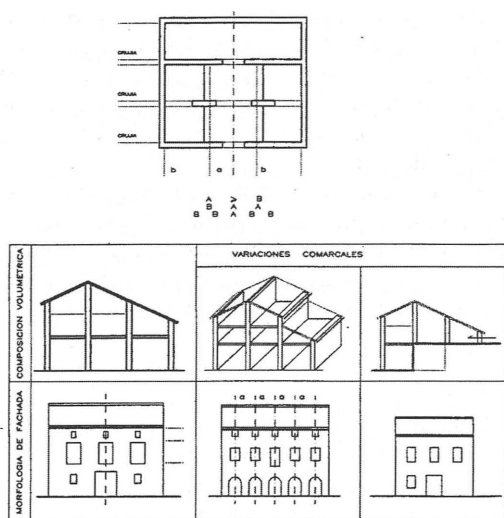 CRUJIA
CRUJIA
CRUJIA
b a b
A > B
B A A
B B A B B
VARIACIONES COMARCALES
COMPOSICION VOLUMETRICA
MORFOLOGIA DE FACHADA
a a a a